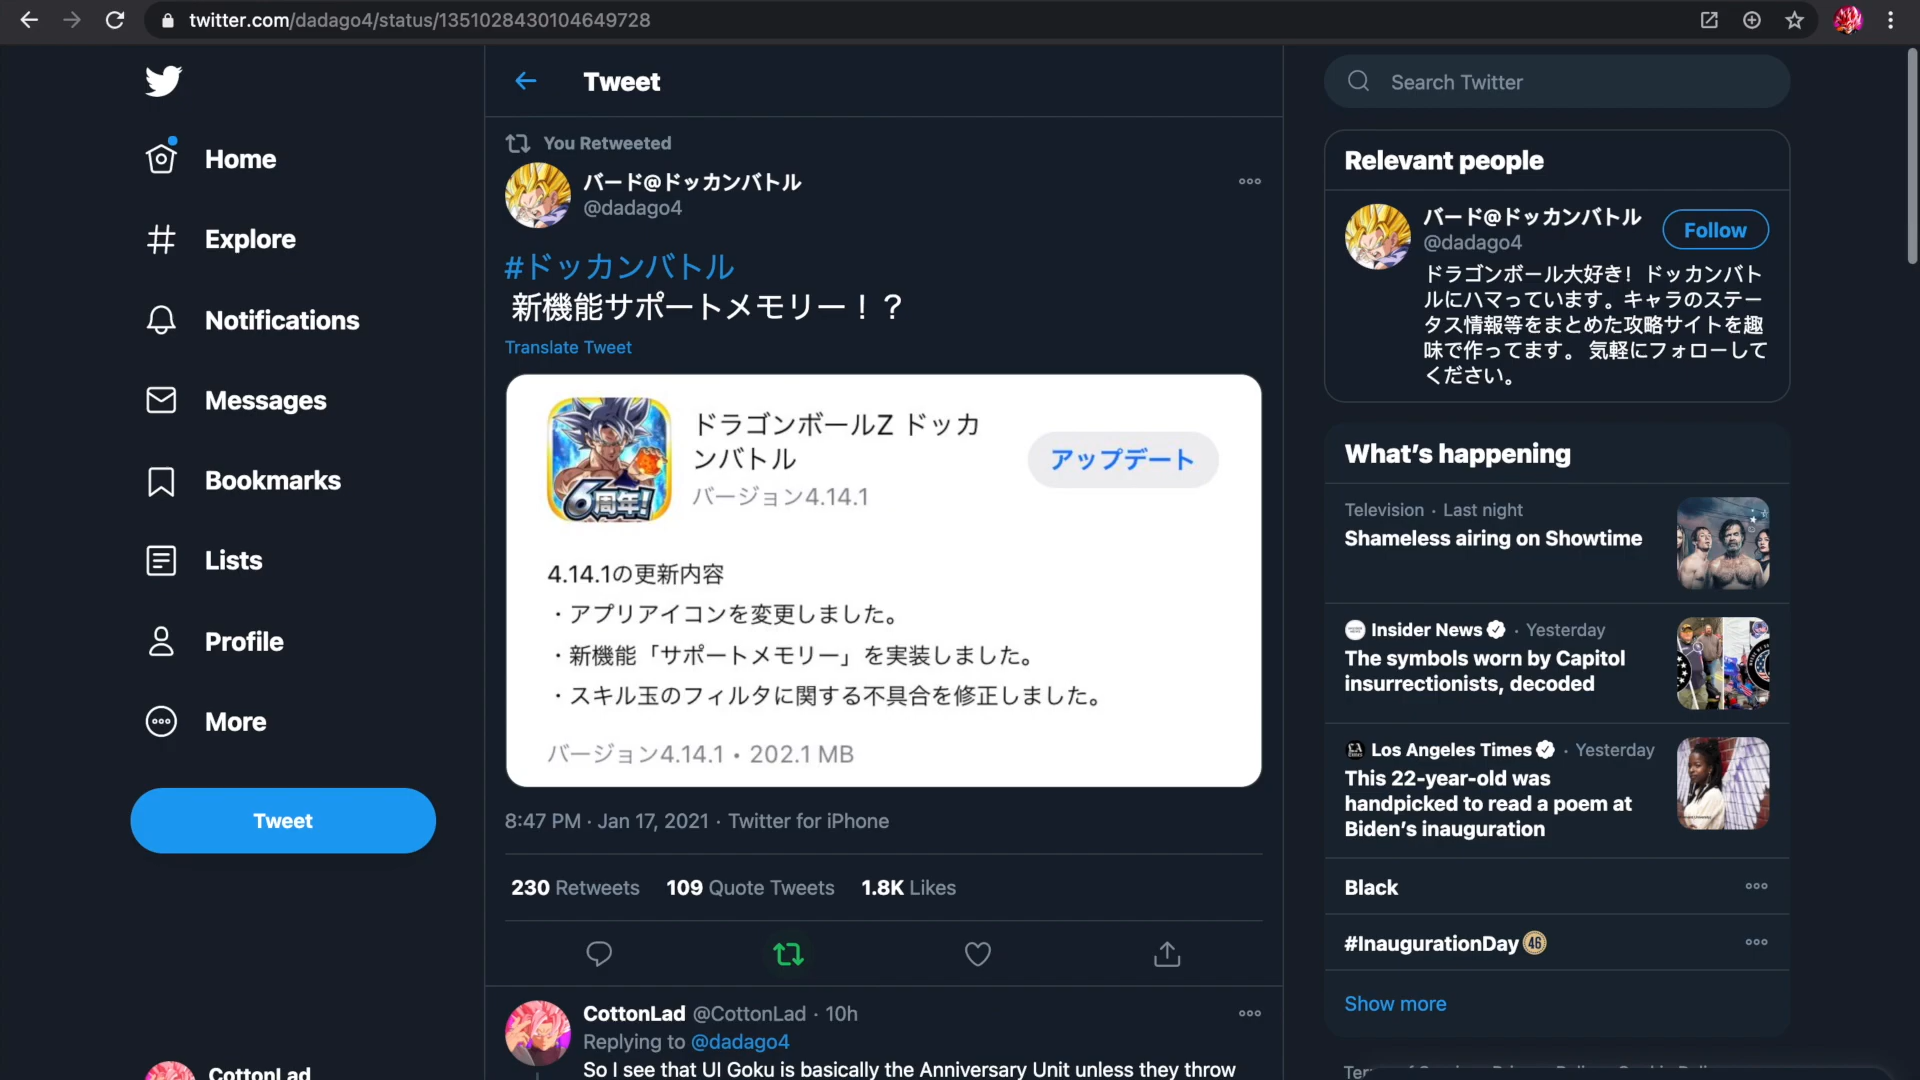 twitter.com/dadago4/status/1351028430104649728
Home
Explore
Notifications
Messages
Bookmarks
Lists
Profile
More
Tweet
CottonLad
Tweet
You Retweeted
バード@ドッカンバトル
@dadago4
#ドッカンバトル
新機能サポートメモリー！？
Translate Tweet
6周年!
ドラゴンボールZ ドッカ
ンバトル
バージョン4.14.1
アップデート
4.14.1の更新内容
・アプリアイコンを変更しました。
・新機能「サポートメモリー」を実装しました。
・スキル玉のフィルタに関する不具合を修正しました。
バージョン4.14.1 • 202.1 MB
8:47 PM · Jan 17, 2021 · Twitter for iPhone
230 Retweets 109 Quote Tweets 1.8K Likes
CottonLad @CottonLad · 10h
Replying to @dadago4
So I see that UI Goku is basically the Anniversary Unit unless they throw
Search Twitter
Relevant people
バード@ドッカンバトル
@dadago4
Follow
ドラゴンボール大好き！ドッカンバト
ルにハマっています。キャラのステー
タス情報等をまとめた攻略サイトを趣
味で作ってます。 気軽にフォローして
ください。
What's happening
Television · Last night
Shameless airing on Showtime
Insider News · Yesterday
The symbols worn by Capitol
insurrectionists, decoded
Los Angeles Times · Yesterday
This 22-year-old was
handpicked to read a poem at
Biden's inauguration
Black
#InaugurationDay 46
Show more